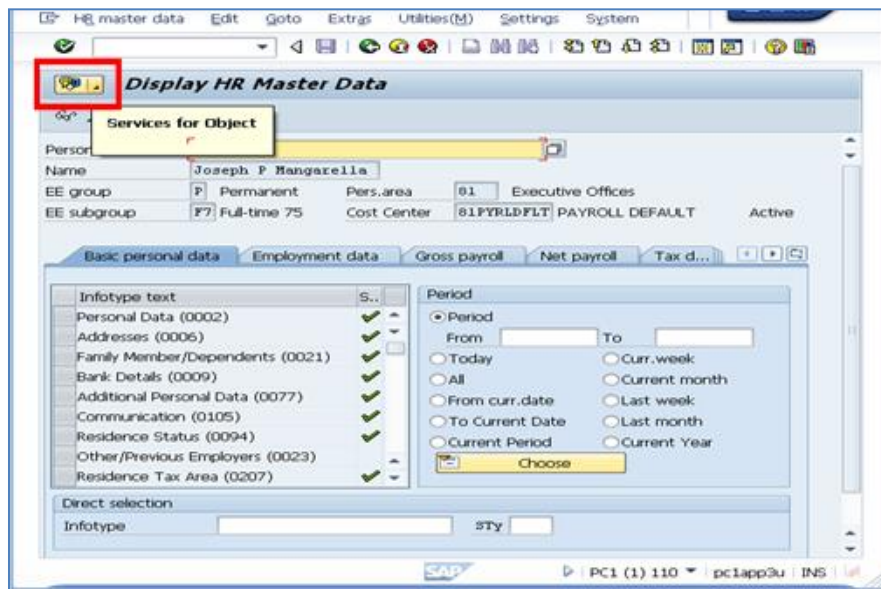 HR master data Edit Goto Extras Utilities(M) Settings System
Display HR Master Data
Services for Object
Person
Name Joseph P Mangarella
EE group P Permanent Pers.area 01 Executive Offices
EE subgroup F7 Full-time 75 Cost Center 01PYRLDFLT PAYROLL DEFAULT Active
Basic personal data Employment data Gross payroll Net payroll Tax d...
Infotype text S..
Personal Data (0002)
Addresses (0006)
Family Member/Dependents (0021)
Bank Details (0009)
Additional Personal Data (0077)
Communication (0105)
Residence Status (0094)
Other/Previous Employers (0023)
Residence Tax Area (0207)
Period
Period
From To
Today Curr.week
All Current month
From curr.date Last week
To Current Date Last month
Current Period Current Year
Choose
Direct selection
Infotype STy
SAP PC1 (1) 110 pc1app3u INS